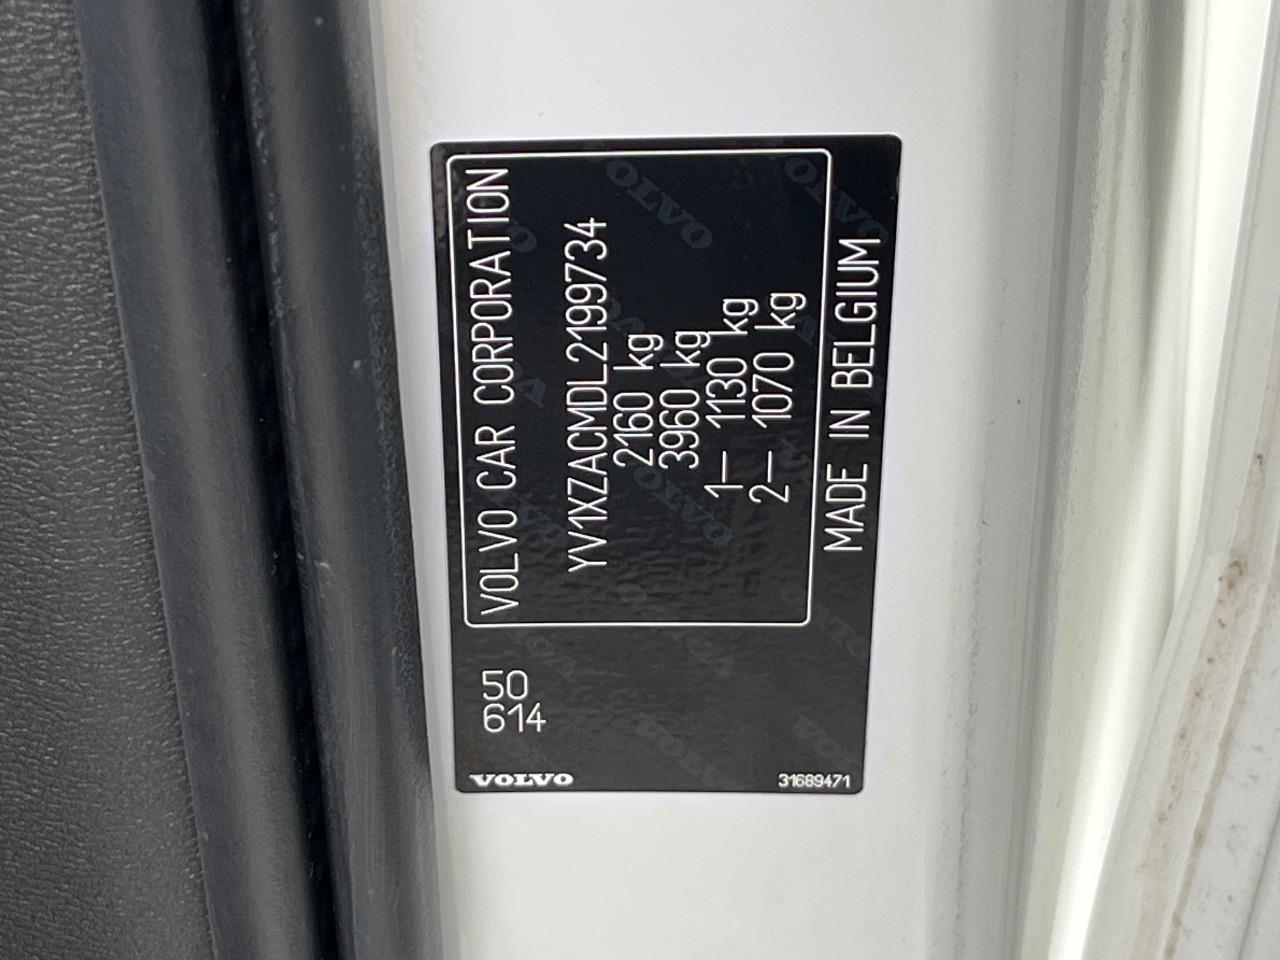 VOLVO CAR CORPORATION
YV1XZACMDL2199734
2160 kg
3960 kg
1– 1130 kg
2– 1070 kg
MADE IN BELGIUM
50
614
VOLVO
31689471